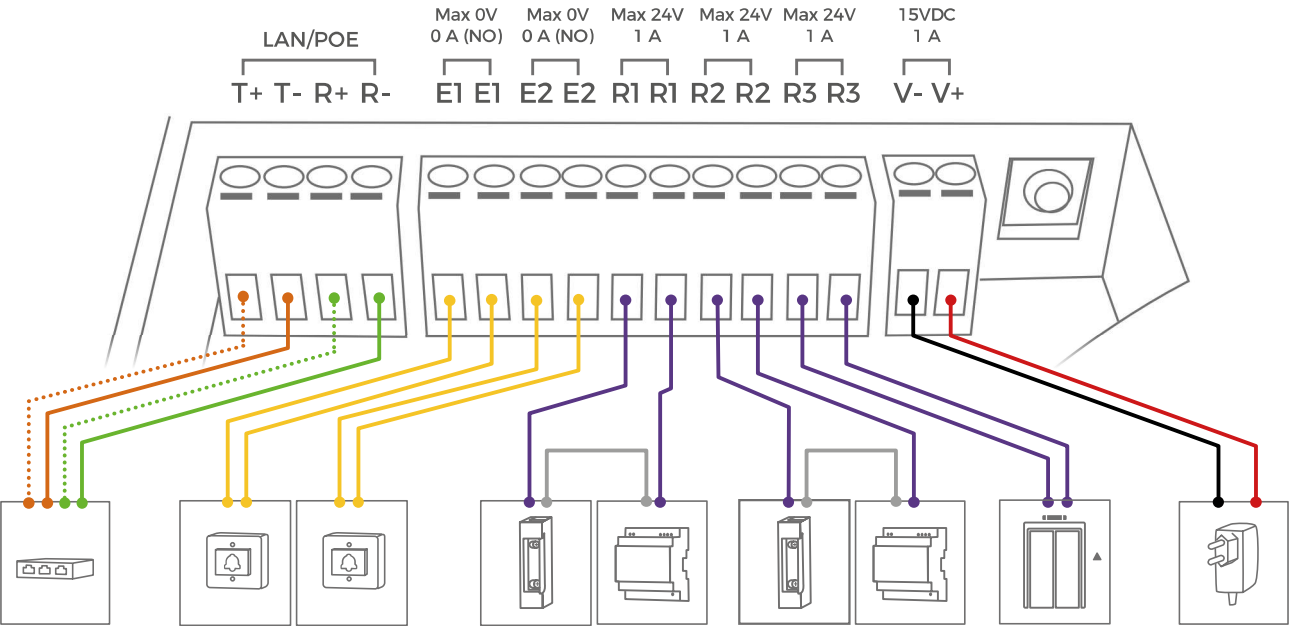 Max 0V Max 0V Max 24V Max 24V Max 24V 15VDC
LAN/POE 0 A (NO) 0 A (NO) 1 A 1 A 1 A 1 A
T+ T- R+ R- E1 E1 E2 E2 R1 R1 R2 R2 R3 R3 V- V+